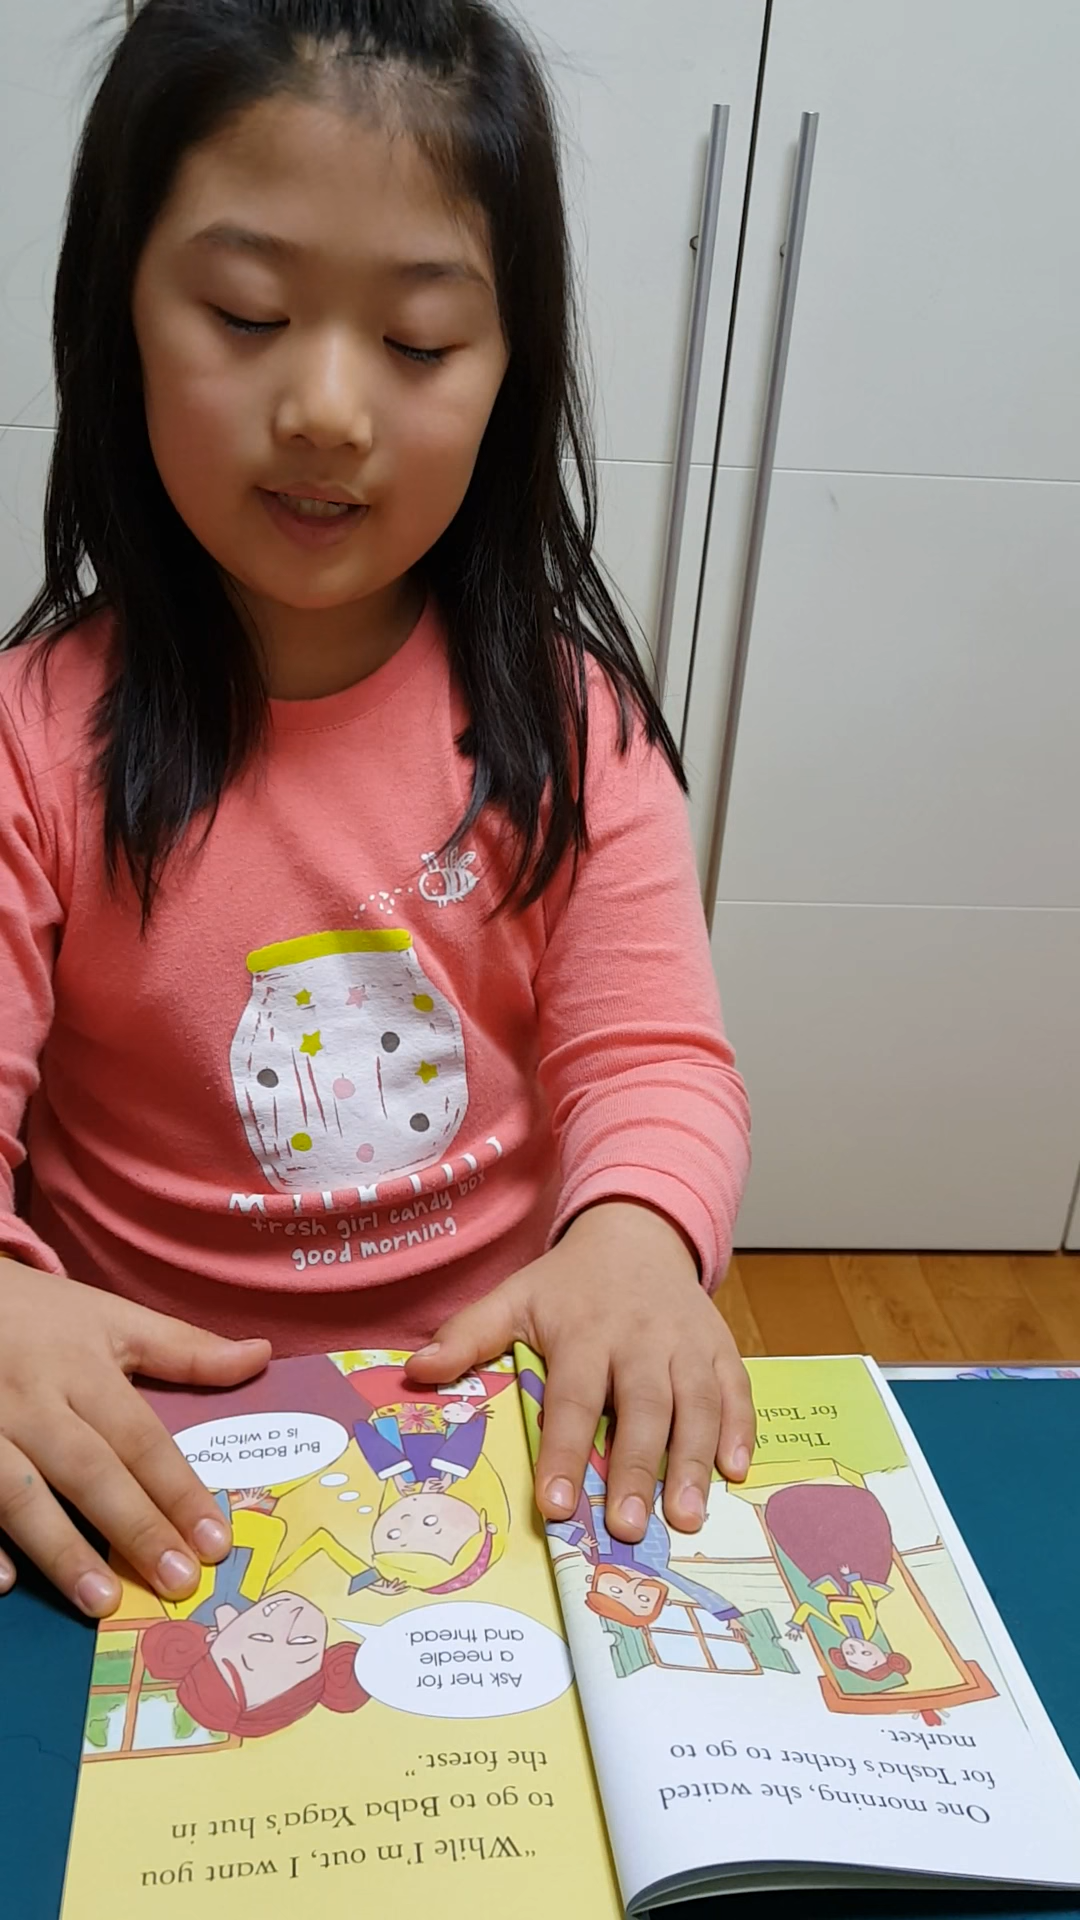 MILK
fresh girl candy box
good morning
One morning, she waited
for Tasha's father to go to
market.
Then s
for Tash
"While I'm out, I want you
to go to Baba Yaga's hut in
the forest."
Ask her for
a needle
and thread.
But Baba Yaga
is a witch!